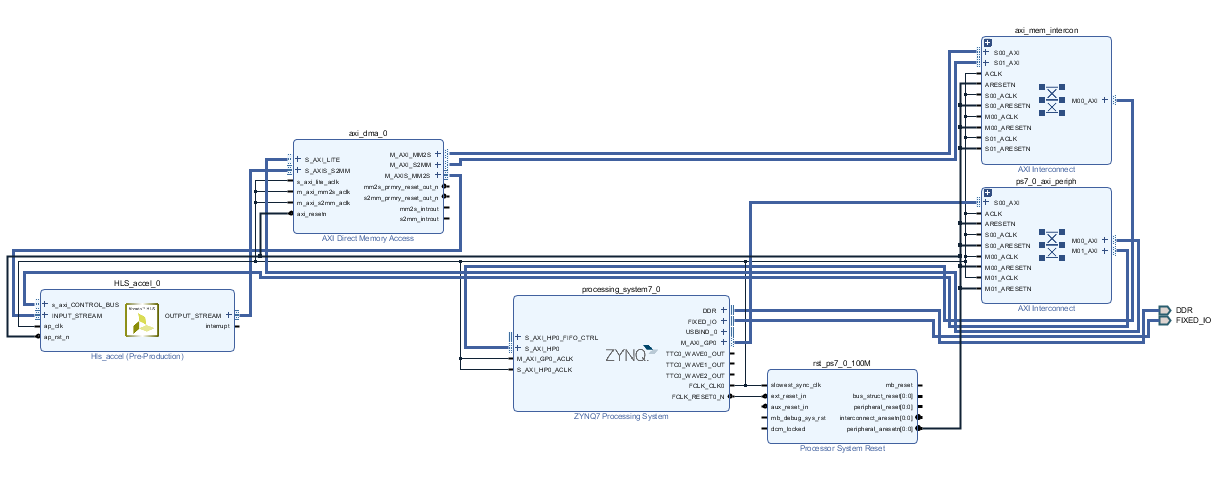 axi_mem_intercon
S00_AXI
S01_AXI
ACLK
ARESETN
S00_ACLK
S00_ARESETN
M00_ACLK
M00_ARESETN
S01_ACLK
S01_ARESETN
M00_AXI
AXI Interconnect
axi_dma_0
S_AXI_LITE
S_AXIS_S2MM
s_axi_lite_aclk
m_axi_mm2s_aclk
m_axi_s2mm_aclk
axi_resetn
M_AXI_MM2S
M_AXI_S2MM
M_AXIS_MM2S
mm2s_prmry_reset_out_n
s2mm_prmry_reset_out_n
mm2s_introut
s2mm_introut
AXI Direct Memory Access
ps7_0_axi_periph
S00_AXI
ACLK
ARESETN
S00_ACLK
S00_ARESETN
M00_ACLK
M00_ARESETN
M01_ACLK
M01_ARESETN
M00_AXI
M01_AXI
AXI Interconnect
HLS_accel_0
s_axi_CONTROL_BUS
INPUT_STREAM
ap_clk
ap_rst_n
OUTPUT_STREAM
interrupt
Hls_accel (Pre-Production)
processing_system7_0
S_AXI_HP0_FIFO_CTRL
S_AXI_HP0
M_AXI_GP0_ACLK
S_AXI_HP0_ACLK
ZYNQ
DDR
FIXED_IO
USBIND_0
M_AXI_GP0
TTC0_WAVE0_OUT
TTC0_WAVE1_OUT
TTC0_WAVE2_OUT
FCLK_CLK0
FCLK_RESET0_N
ZYNQ7 Processing System
DDR
FIXED_IO
rst_ps7_0_100M
slowest_sync_clk
ext_reset_in
aux_reset_in
mb_debug_sys_rst
dcm_locked
mb_reset
bus_struct_reset[0:0]
peripheral_reset[0:0]
interconnect_aresetn[0:0]
peripheral_aresetn[0:0]
Processor System Reset